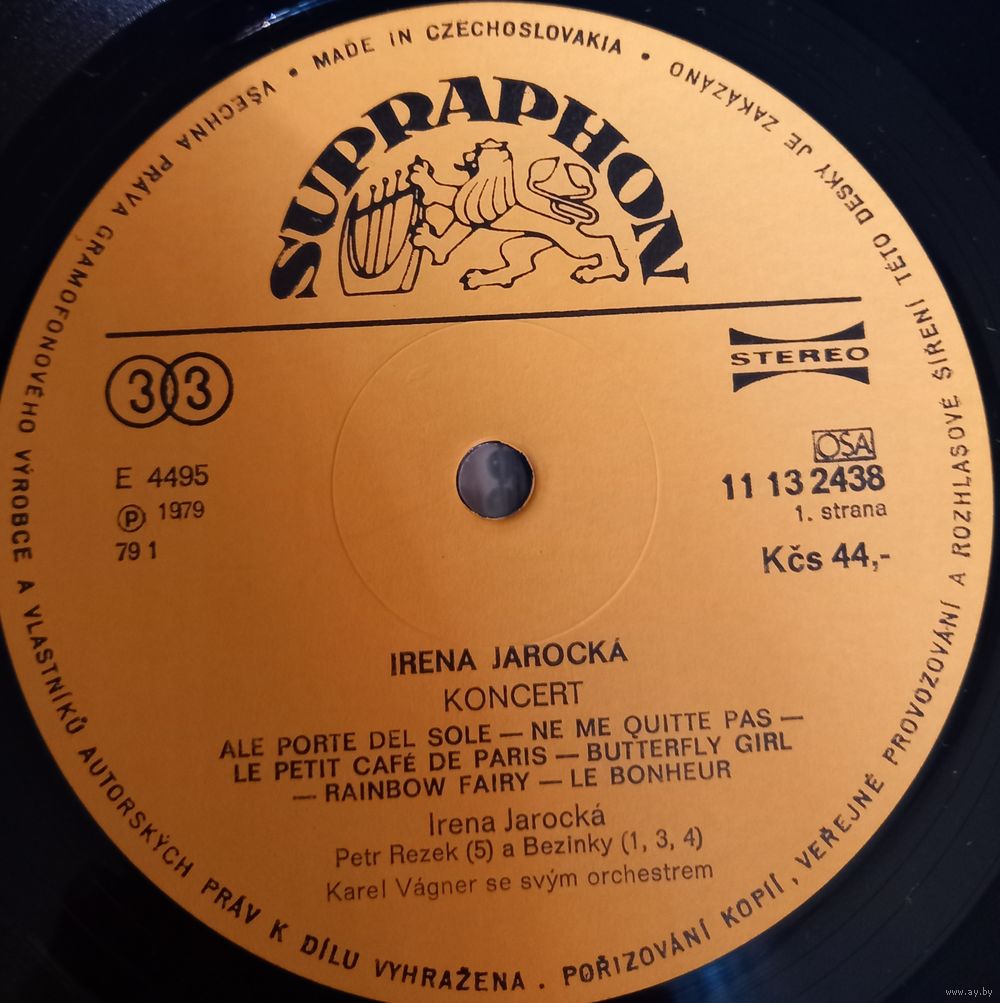 VŠECHNA PRÁVA GRAMOFONOVÉHO VÝROBCE A VLASTNÍKŮ AUTORSKÝCH PRÁV K DÍLU VYHRAŽENA . POŘIZOVÁNÍ KOPIÍ, VEŘEJNÉ PROVOZOVÁNÍ A ROZHLASOVÉ ŠÍŘENÍ TÉTO DESKY JE ZAKÁZÁNO • MADE IN CZECHOSLOVAKIA •
SUPRAPHON
33
STEREO
E 4495
℗ 1979
79 1
OSA
11 13 2438
1. strana
Kčs 44,-
IRENA JAROCKÁ
KONCERT
ALE PORTE DEL SOLE — NE ME QUITTE PAS —
LE PETIT CAFÉ DE PARIS — BUTTERFLY GIRL
— RAINBOW FAIRY — LE BONHEUR
Irena Jarocká
Petr Rezek (5) a Bezinky (1, 3, 4)
Karel Vágner se svým orchestrem
www.ay.by